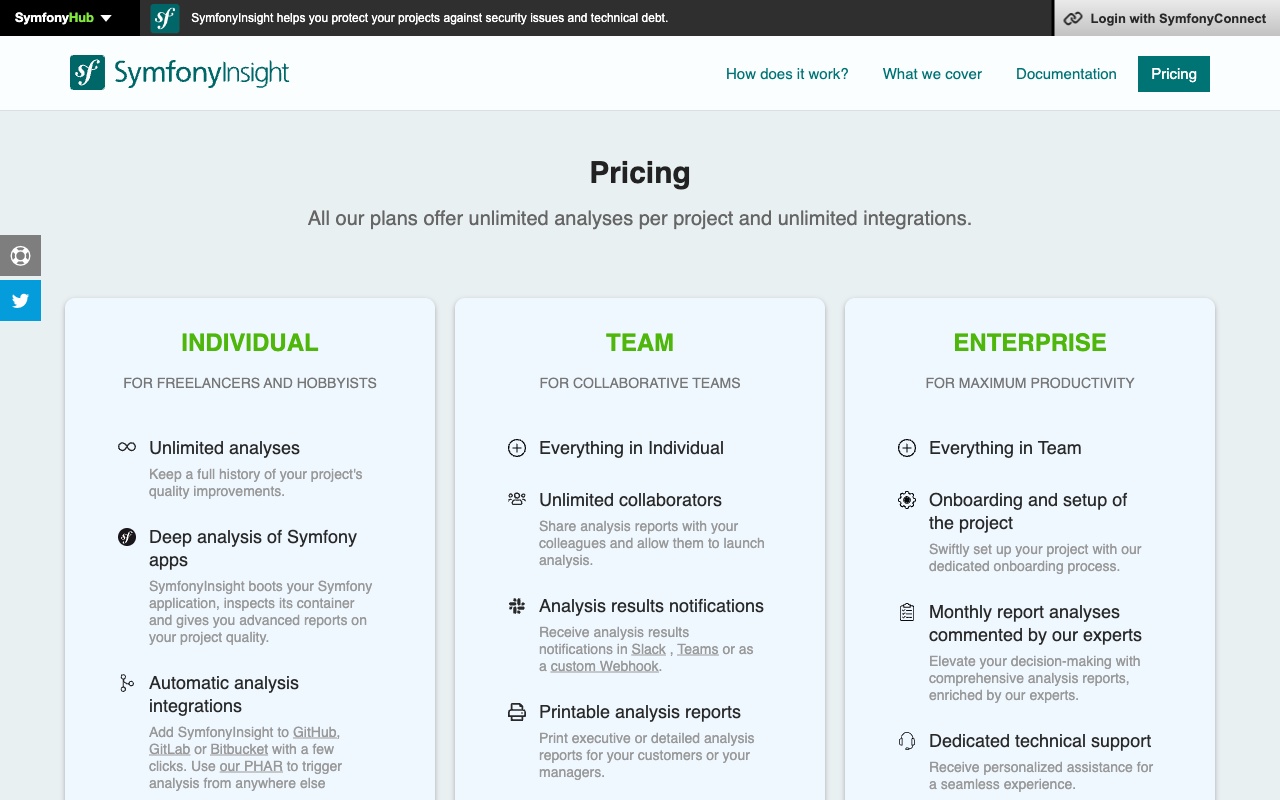 SymfonyHub
SymfonyInsight helps you protect your projects against security issues and technical debt.
Login with SymfonyConnect
sf SymfonyInsight
How does it work?
What we cover
Documentation
Pricing
Pricing
All our plans offer unlimited analyses per project and unlimited integrations.
INDIVIDUAL
FOR FREELANCERS AND HOBBYISTS
Unlimited analyses
Keep a full history of your project's
quality improvements.
Deep analysis of Symfony
apps
SymfonyInsight boots your Symfony
application, inspects its container
and gives you advanced reports on
your project quality.
Automatic analysis
integrations
Add SymfonyInsight to GitHub,
GitLab or Bitbucket with a few
clicks. Use our PHAR to trigger
analysis from anywhere else
TEAM
FOR COLLABORATIVE TEAMS
Everything in Individual
Unlimited collaborators
Share analysis reports with your
colleagues and allow them to launch
analysis.
Analysis results notifications
Receive analysis results
notifications in Slack , Teams or as
a custom Webhook.
Printable analysis reports
Print executive or detailed analysis
reports for your customers or your
managers.
ENTERPRISE
FOR MAXIMUM PRODUCTIVITY
Everything in Team
Onboarding and setup of
the project
Swiftly set up your project with our
dedicated onboarding process.
Monthly report analyses
commented by our experts
Elevate your decision-making with
comprehensive analysis reports,
enriched by our experts.
Dedicated technical support
Receive personalized assistance for
a seamless experience.